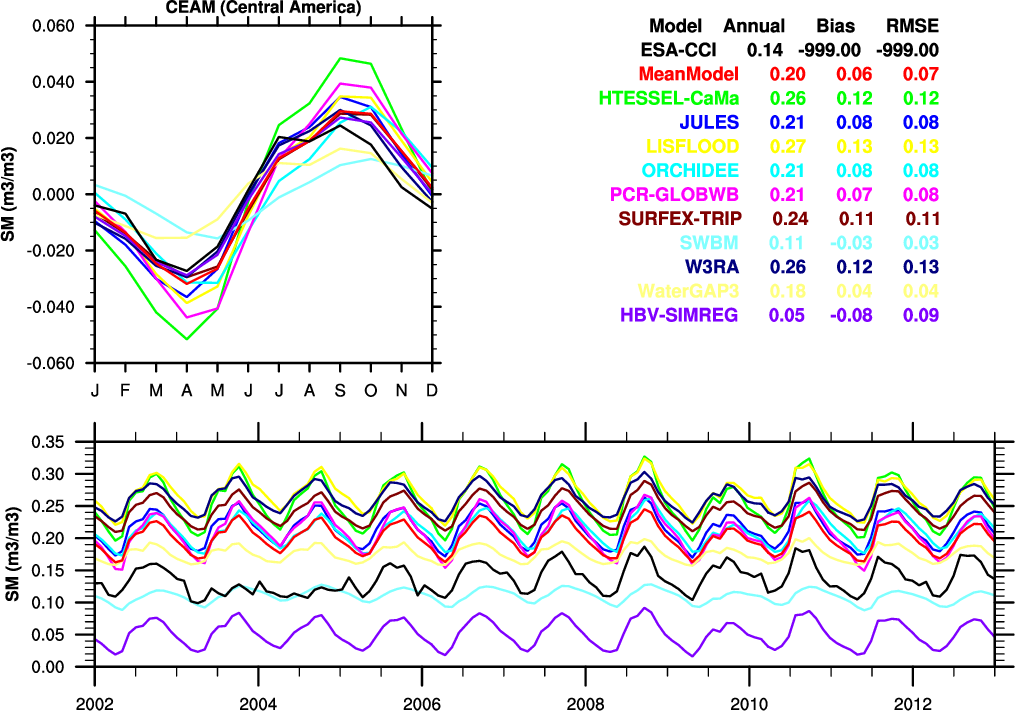 CEAM (Central America)
0.060
0.040
0.020
0.000
-0.020
-0.040
-0.060
SM (m3/m3)
J F M A M J J A S O N D
Model Annual Bias RMSE
ESA-CCI 0.14 -999.00 -999.00
MeanModel 0.20 0.06 0.07
HTESSEL-CaMa 0.26 0.12 0.12
JULES 0.21 0.08 0.08
LISFLOOD 0.27 0.13 0.13
ORCHIDEE 0.21 0.08 0.08
PCR-GLOBWB 0.21 0.07 0.08
SURFEX-TRIP 0.24 0.11 0.11
SWBM 0.11 -0.03 0.03
W3RA 0.26 0.12 0.13
WaterGAP3 0.18 0.04 0.04
HBV-SIMREG 0.05 -0.08 0.09
0.35
0.30
0.25
0.20
0.15
0.10
0.05
0.00
SM (m3/m3)
2002 2004 2006 2008 2010 2012